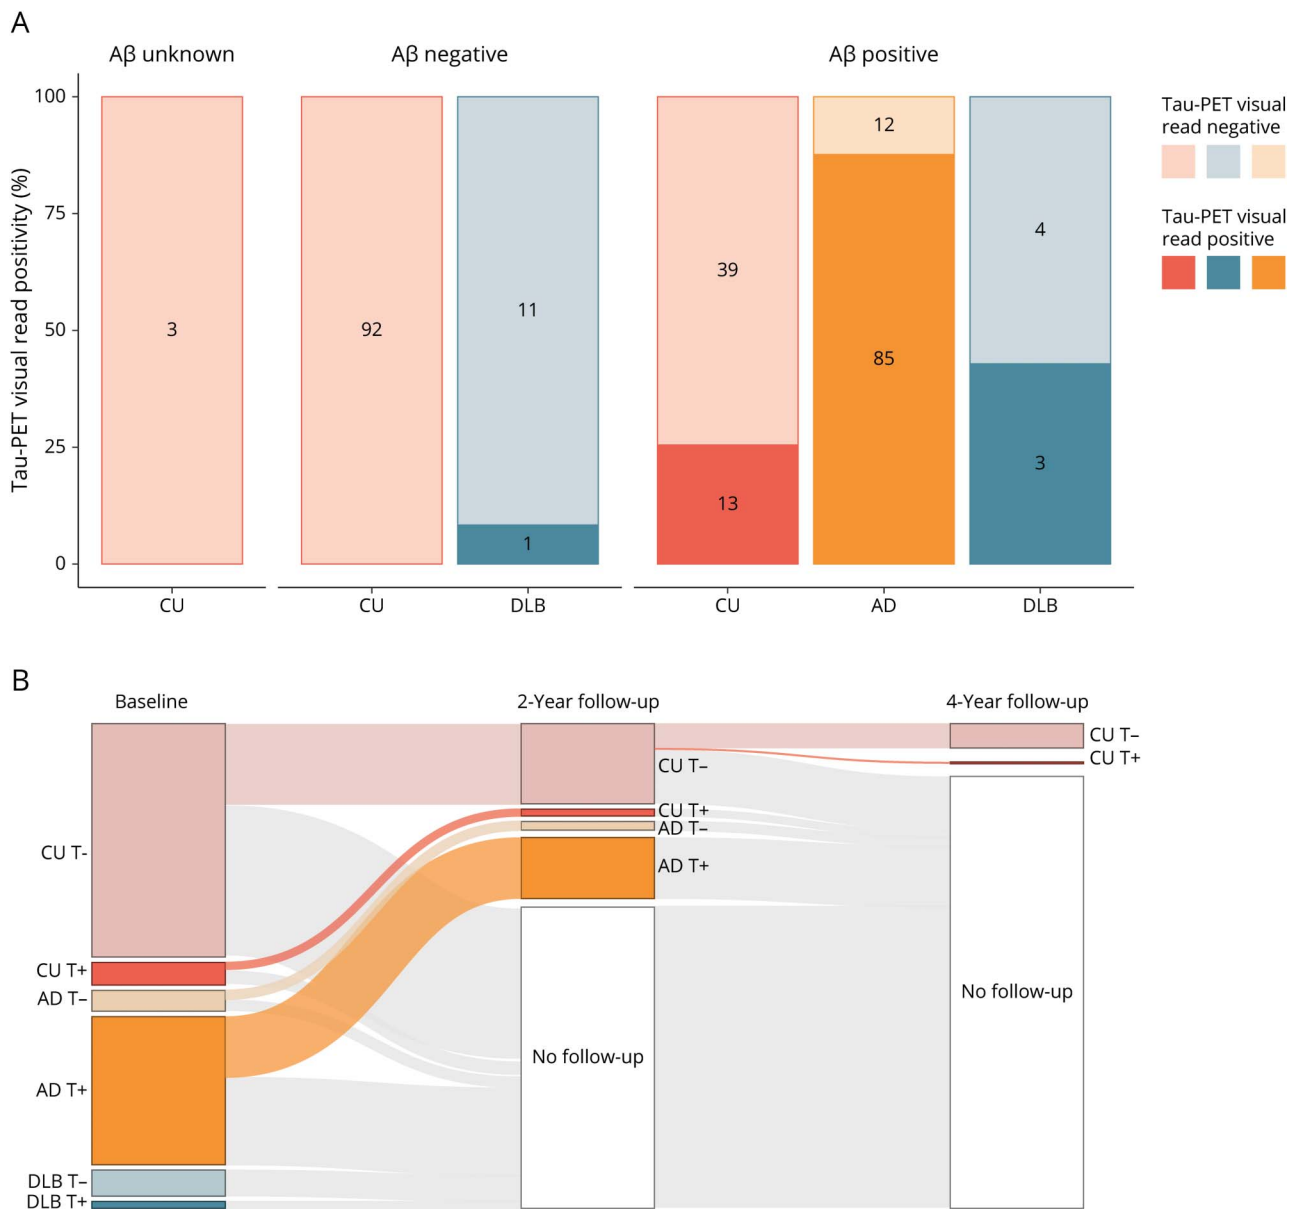 A
Aβ unknown
Aβ negative
Aβ positive
Tau-PET visual read positivity (%)
100
75
50
25
0
3
92
11
1
39
13
12
85
4
3
CU
CU
DLB
CU
AD
DLB
Tau-PET visual
read negative
Tau-PET visual
read positive
B
Baseline
2-Year follow-up
4-Year follow-up
CU T-
CU T+
AD T–
AD T+
DLB T–
DLB T+
CU T–
CU T+
AD T–
AD T+
No follow-up
CU T–
CU T+
No follow-up